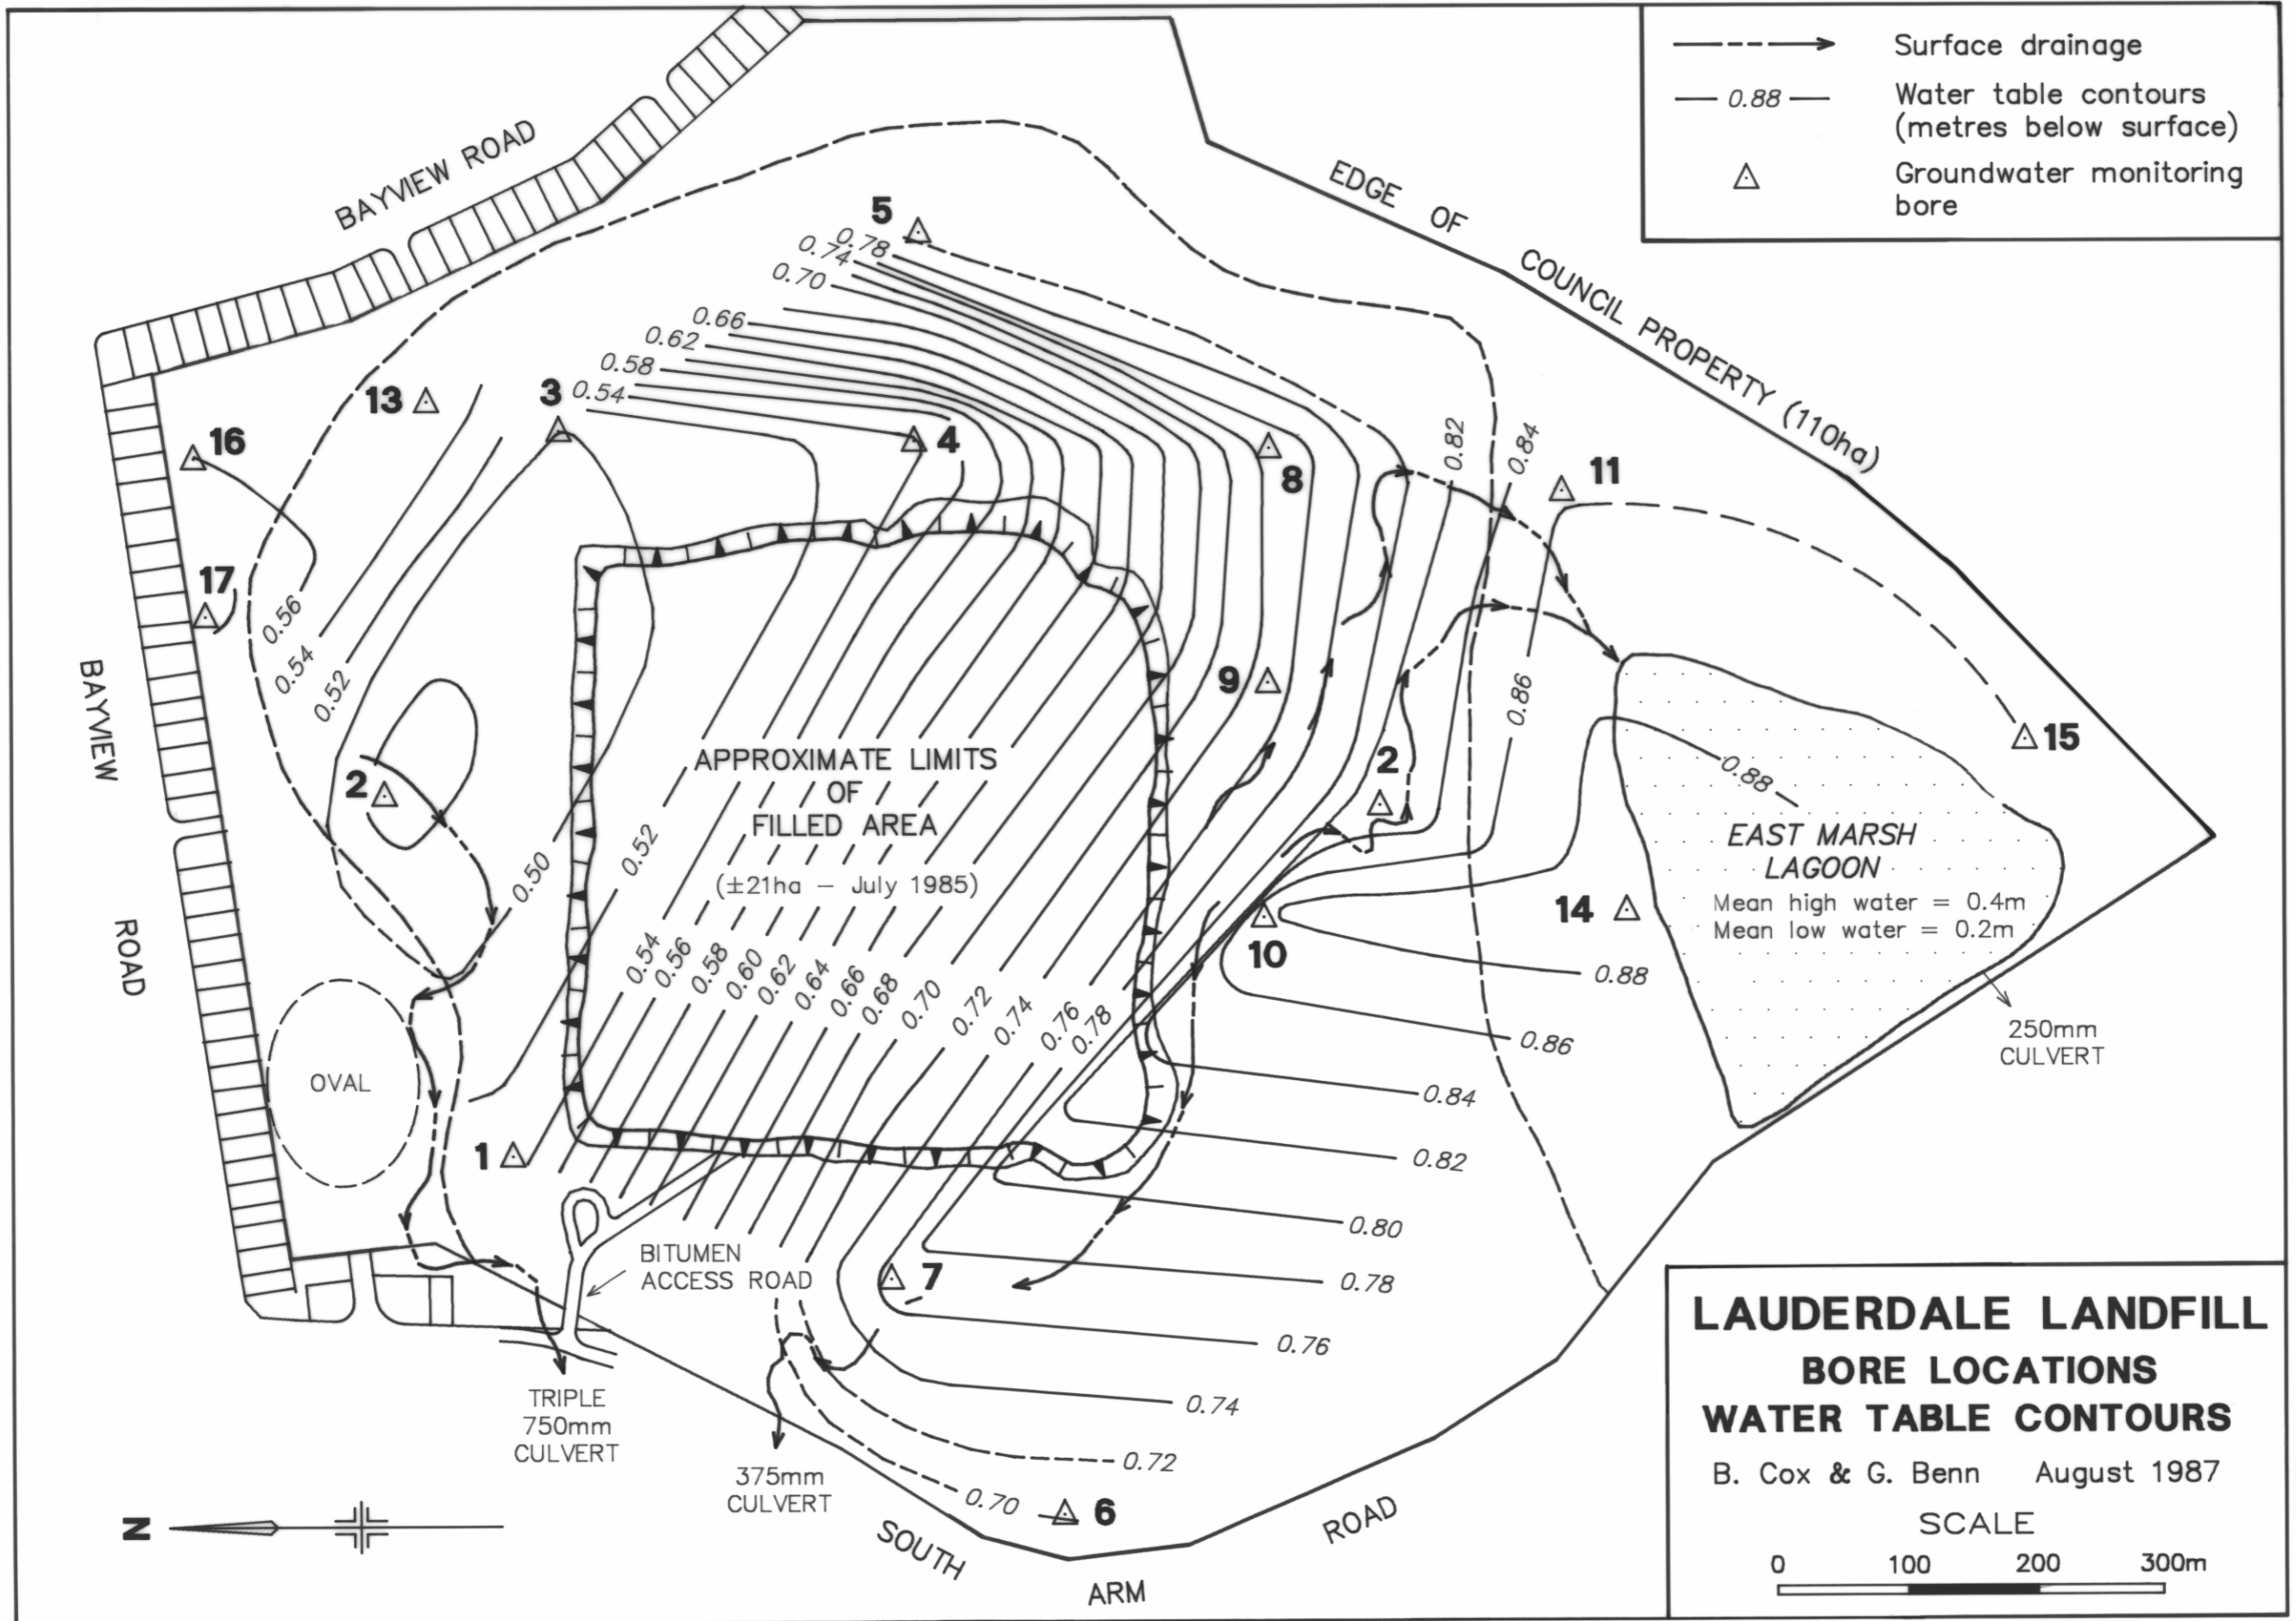 Surface drainage
0.88
Water table contours
(metres below surface)
Groundwater monitoring
bore
BAYVIEW ROAD
EDGE OF COUNCIL PROPERTY (110ha)
5
0.78
0.74
0.70
0.66
0.62
0.58
0.54
3
13
16
4
8
0.82
0.84
11
17
0.56
0.54
0.52
BAYVIEW ROAD
2
9
2
0.86
15
0.88
APPROXIMATE LIMITS
OF
FILLED AREA
(±21ha – July 1985)
0.50
0.52
EAST MARSH
LAGOON
Mean high water = 0.4m
Mean low water = 0.2m
14
10
0.88
0.54
0.56
0.58
0.60
0.62
0.64
0.66
0.68
0.70
0.72
0.74
0.76
0.78
0.86
250mm
CULVERT
OVAL
0.84
1
0.82
0.80
BITUMEN
ACCESS ROAD
7
0.78
0.76
0.74
0.72
0.70
6
TRIPLE
750mm
CULVERT
375mm
CULVERT
SOUTH ARM ROAD
N
LAUDERDALE LANDFILL
BORE LOCATIONS
WATER TABLE CONTOURS
B. Cox & G. Benn August 1987
SCALE
0 100 200 300m